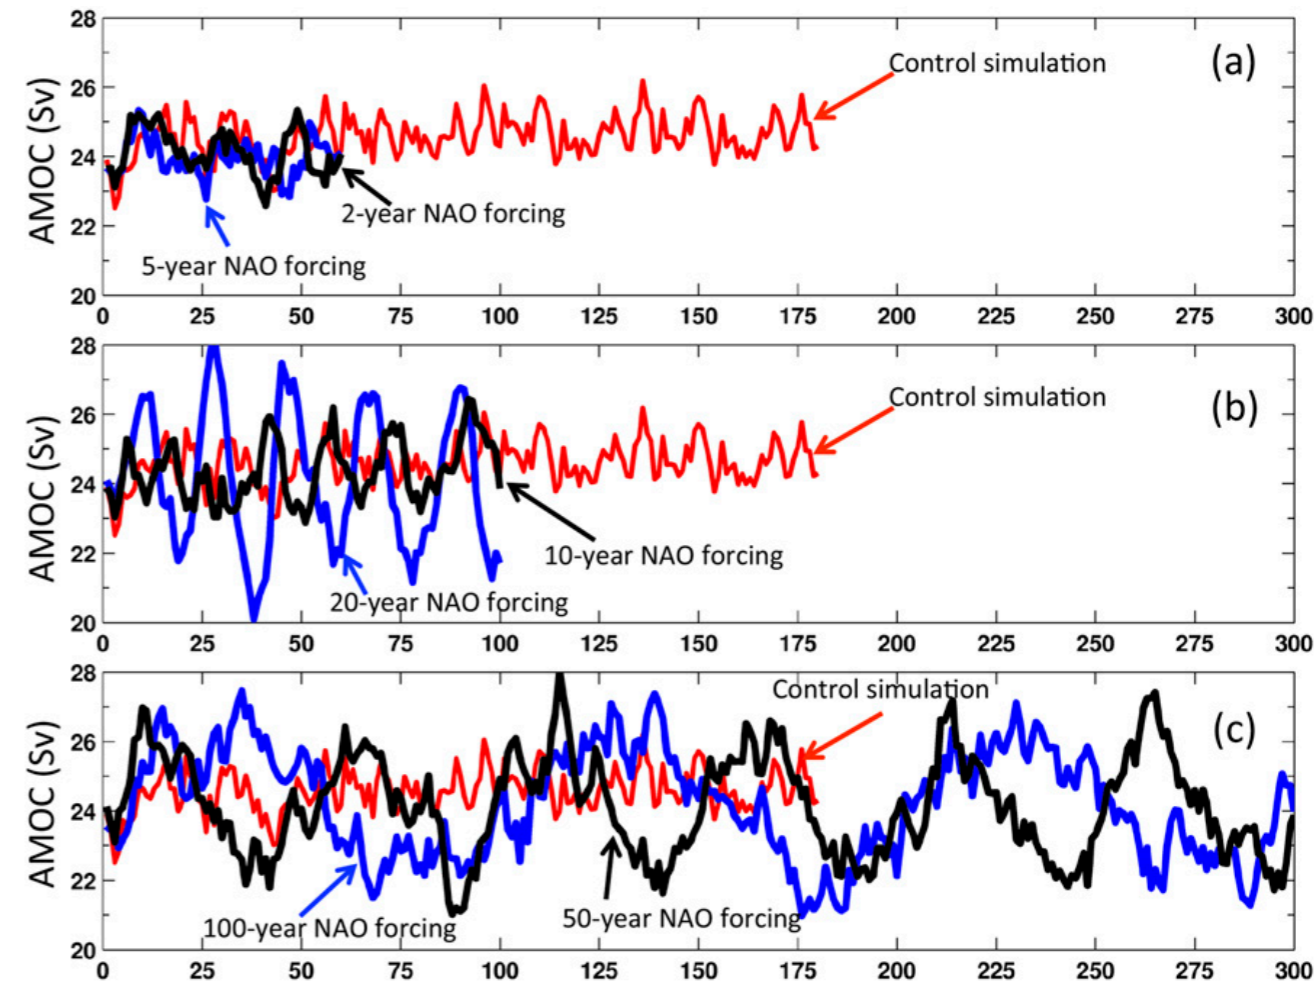 28
26
24
22
20
AMOC (Sv)
Control simulation
(a)
2-year NAO forcing
5-year NAO forcing
0 25 50 75 100 125 150 175 200 225 250 275 300
28
26
24
22
20
AMOC (Sv)
Control simulation
(b)
10-year NAO forcing
20-year NAO forcing
0 25 50 75 100 125 150 175 200 225 250 275 300
28
26
24
22
20
AMOC (Sv)
Control simulation
(c)
100-year NAO forcing
50-year NAO forcing
0 25 50 75 100 125 150 175 200 225 250 275 300